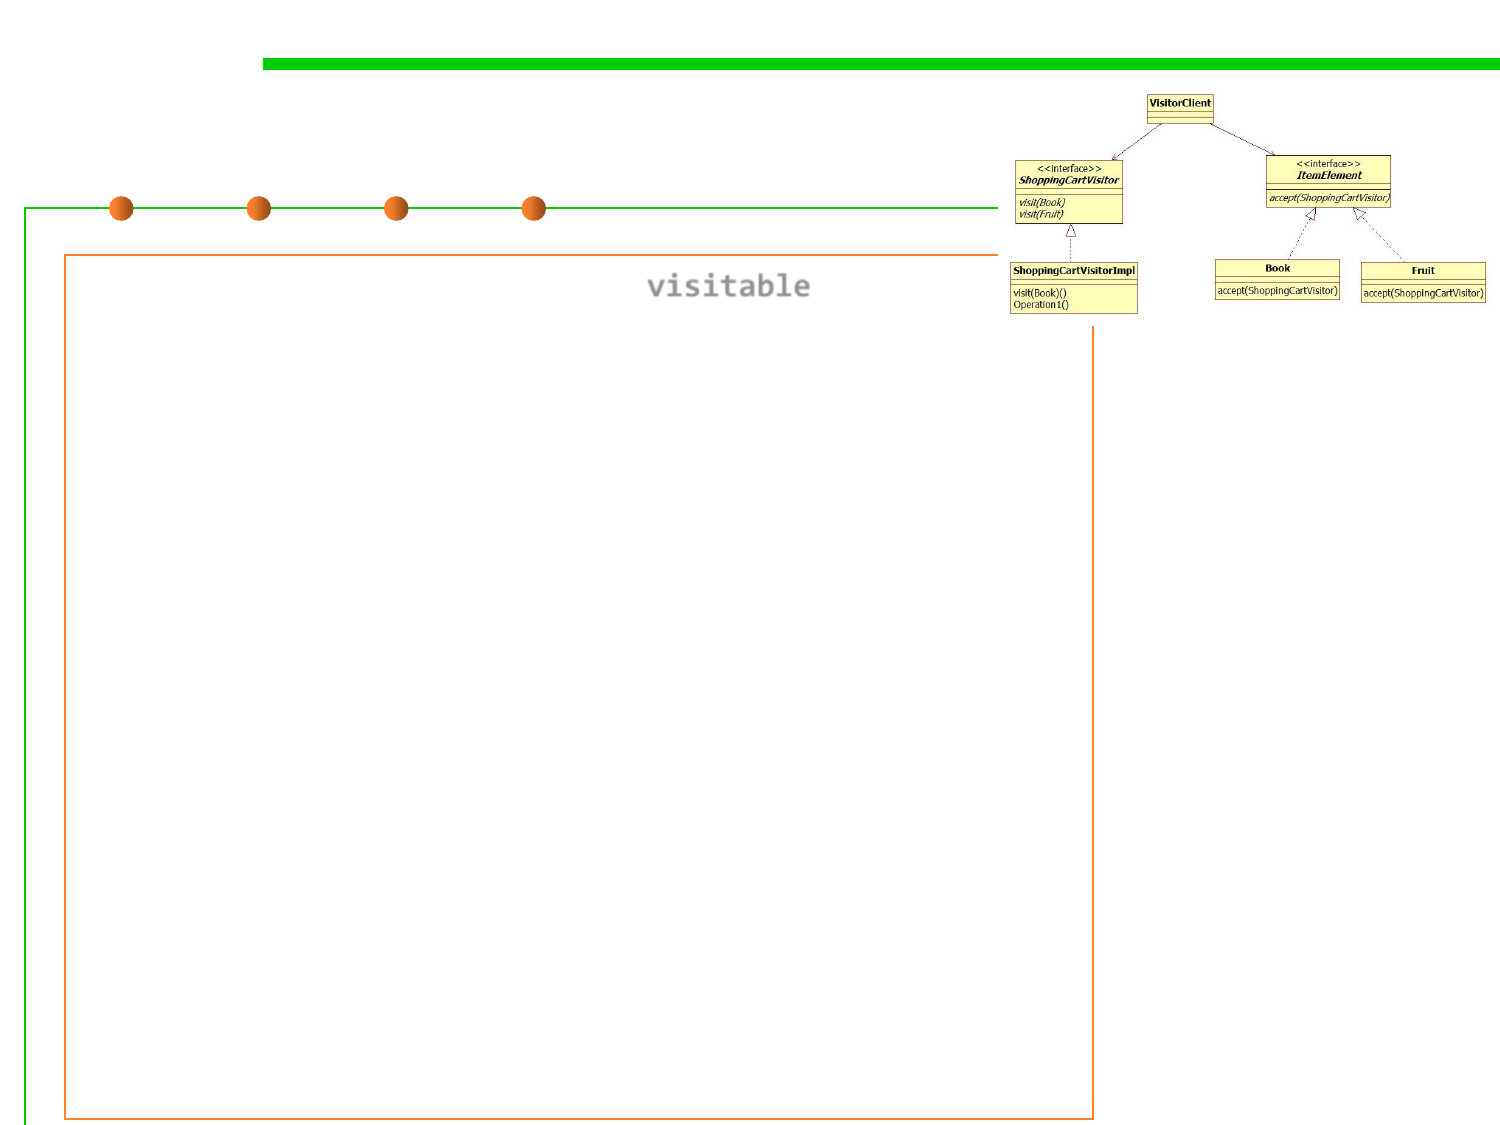 VisitorClient
<<interface>>
ShoppingCartVisitor
visit(Book)
visit(Fruit)
<<interface>>
ItemElement
accept(ShoppingCartVisitor)
visitable
ShoppingCartVisitorImpl
visit(Book)()
Operation1()
Book
accept(ShoppingCartVisitor)
Fruit
accept(ShoppingCartVisitor)